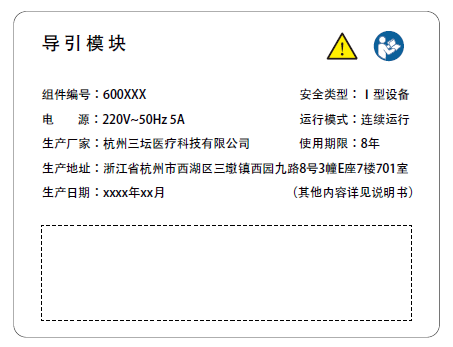 导引模块
组件编号：600XXX 安全类型：Ⅰ型设备
电 源：220V~50Hz 5A 运行模式：连续运行
生产厂家：杭州三坛医疗科技有限公司 使用期限：8年
生产地址：浙江省杭州市西湖区三墩镇西园九路8号3幢E座7楼701室
生产日期：xxxx年xx月 （其他内容详见说明书）